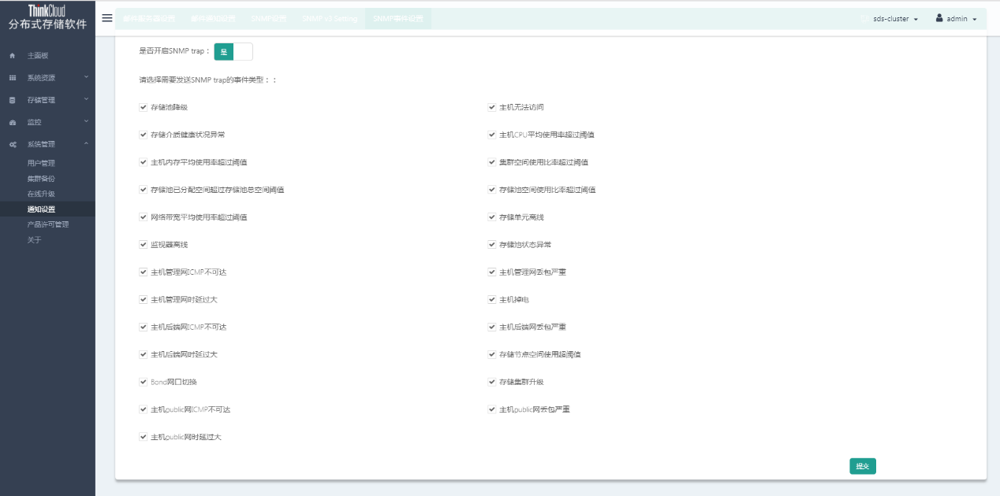 ThinkCloud
分布式存储软件
邮件服务器设置 邮件通知设置 SNMP设置 SNMP v3 Setting SNMP事件设置
sds-cluster admin
主面板
系统资源
存储管理
监控
系统管理
用户管理
集群备份
在线升级
通知设置
产品许可管理
关于
是否开启SNMP trap： 是
请选择需要发送SNMP trap的事件类型：：
存储池降级 主机无法访问
存储介质健康状况异常 主机CPU平均使用率超过阈值
主机内存平均使用率超过阈值 集群空间使用比率超过阈值
存储池已分配空间超过存储池总空间阈值 存储池空间使用比率超过阈值
网络带宽平均使用率超过阈值 存储单元离线
监视器离线 存储池状态异常
主机管理网ICMP不可达 主机管理网丢包严重
主机管理网时延过大 主机掉电
主机后端网ICMP不可达 主机后端网丢包严重
主机后端网时延过大 存储节点空间使用超阈值
Bond网口切换 存储集群升级
主机public网ICMP不可达 主机public网丢包严重
主机public网时延过大
提交